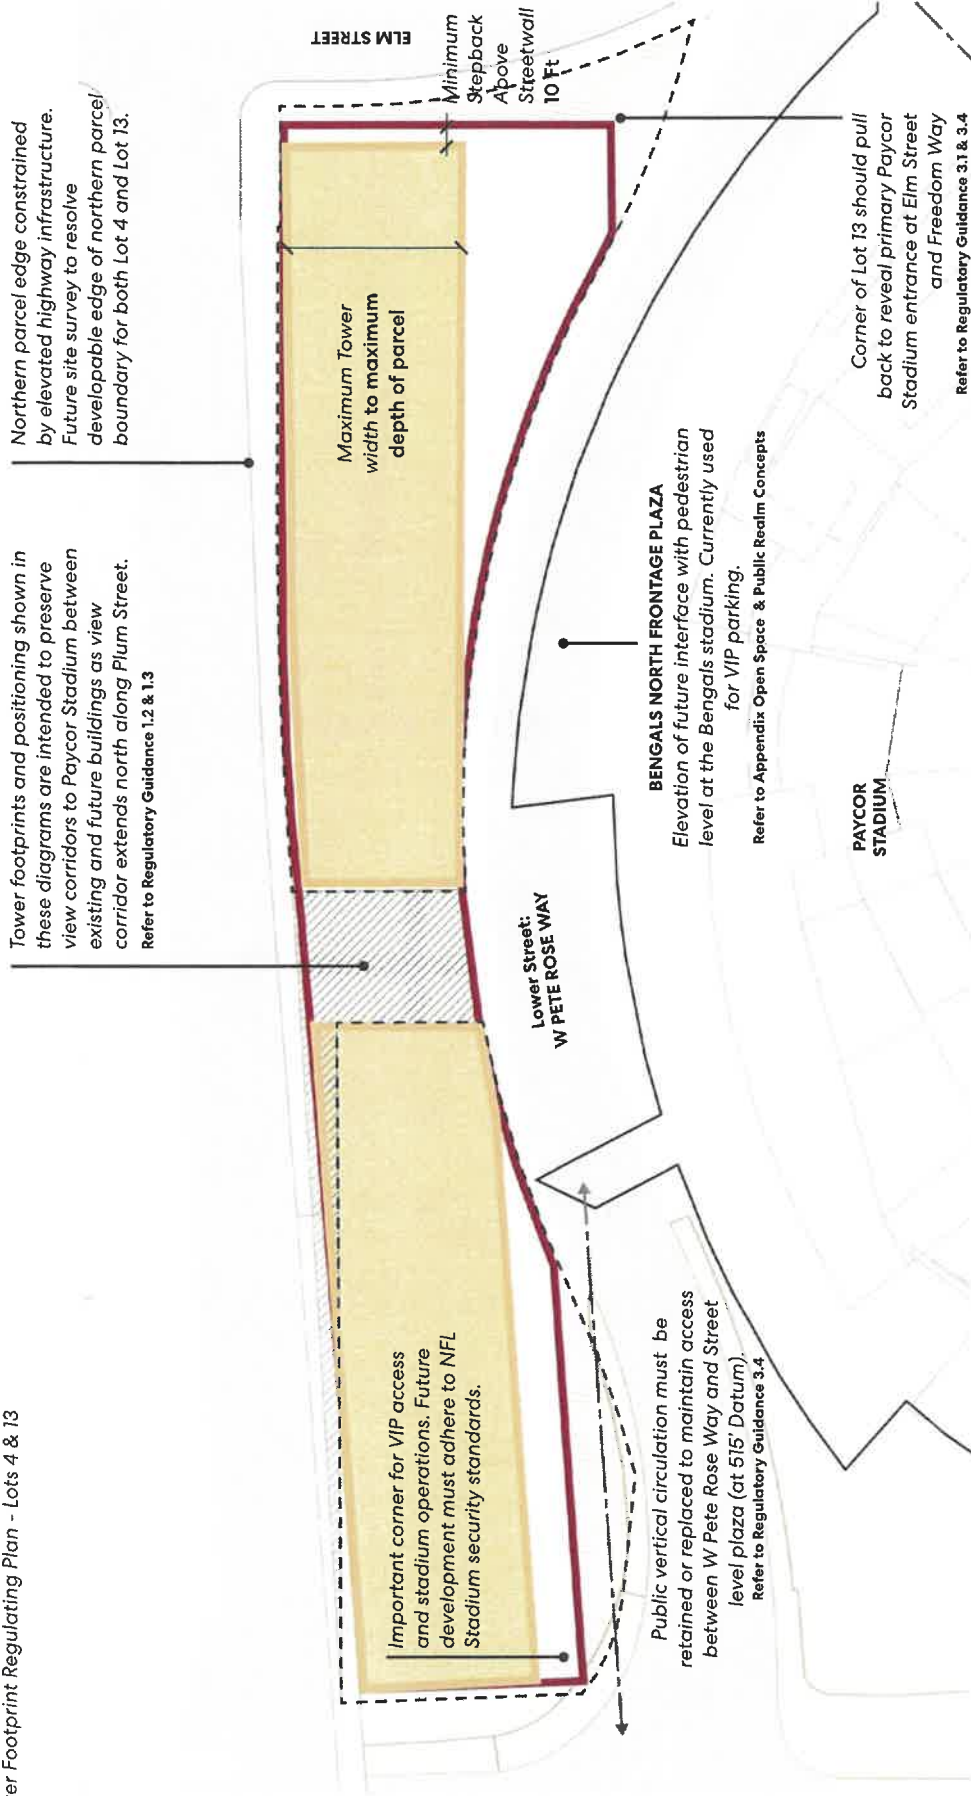 er Footprint Regulating Plan - Lots 4 & 13
Tower footprints and positioning shown in
these diagrams are intended to preserve
view corridors to Paycor Stadium between
existing and future buildings as view
corridor extends north along Plum Street.
Refer to Regulatory Guidance 1.2 & 1.3
Northern parcel edge constrained
by elevated highway infrastructure.
Future site survey to resolve
developable edge of northern parcel
boundary for both Lot 4 and Lot 13.
ELM STREET
Minimum
Stepback
Above
Streetwall
10 Ft
Maximum Tower
width to maximum
depth of parcel
Important corner for VIP access
and stadium operations. Future
development must adhere to NFL
Stadium security standards.
Lower Street:
W PETE ROSE WAY
Public vertical circulation must be
retained or replaced to maintain access
between W Pete Rose Way and Street
level plaza (at 515' Datum).
Refer to Regulatory Guidance 3.4
BENGALS NORTH FRONTAGE PLAZA
Elevation of future interface with pedestrian
level at the Bengals stadium. Currently used
for VIP parking.
Refer to Appendix Open Space & Public Realm Concepts
PAYCOR
STADIUM
Corner of Lot 13 should pull
back to reveal primary Paycor
Stadium entrance at Elm Street
and Freedom Way
Refer to Regulatory Guidance 3.1 & 3.4